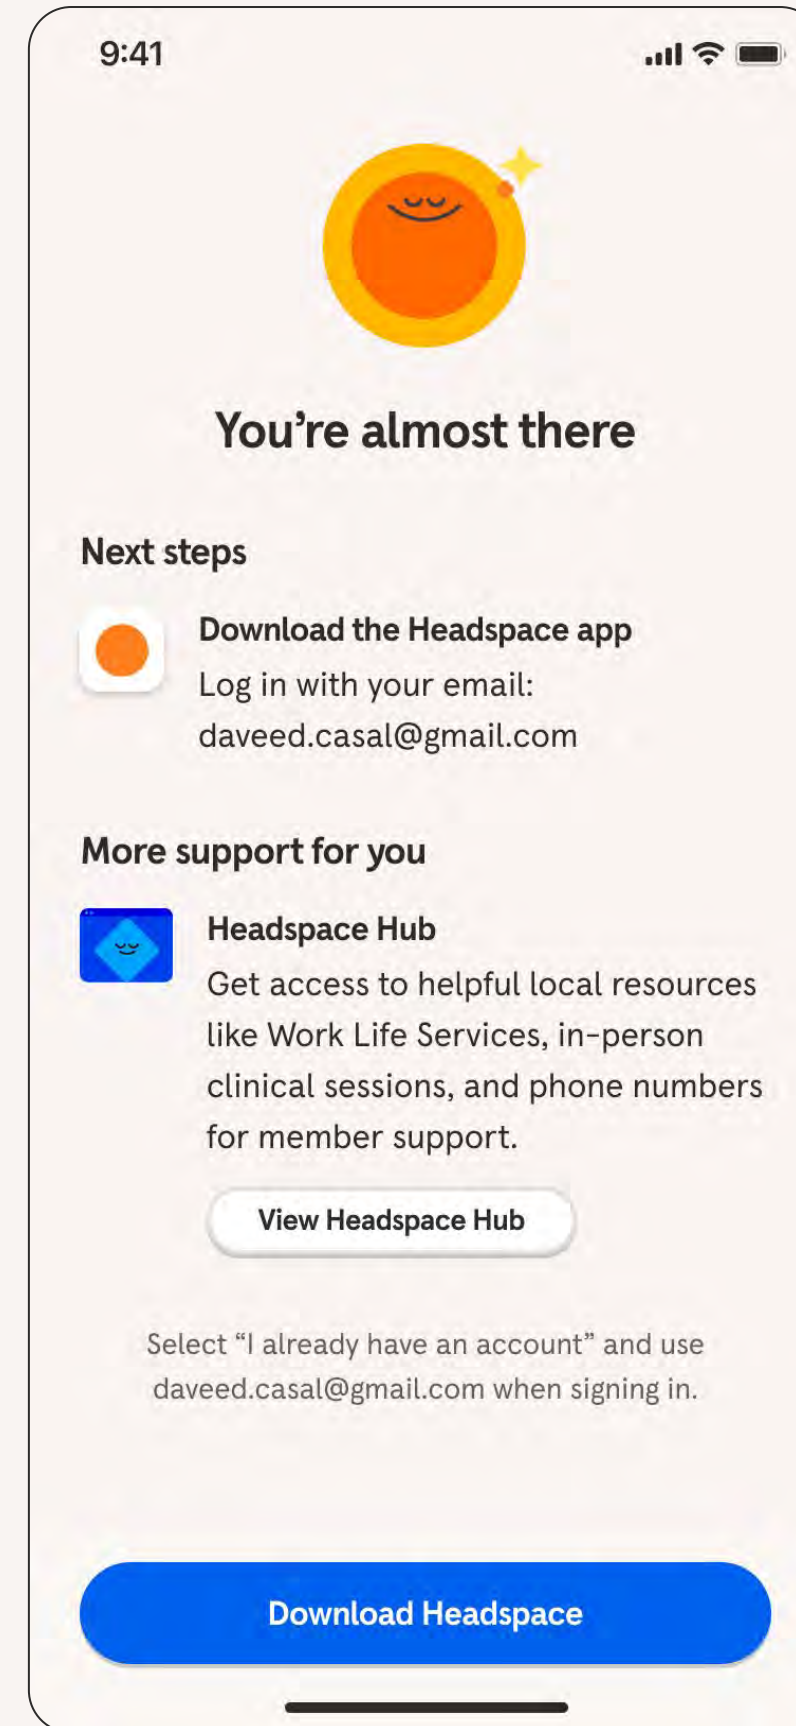 9:41
You’re almost there
Next steps
Download the Headspace app
Log in with your email:
daveed.casal@gmail.com
More support for you
Headspace Hub
Get access to helpful local resources
like Work Life Services, in-person
clinical sessions, and phone numbers
for member support.
View Headspace Hub
Select “I already have an account” and use
daveed.casal@gmail.com when signing in.
Download Headspace